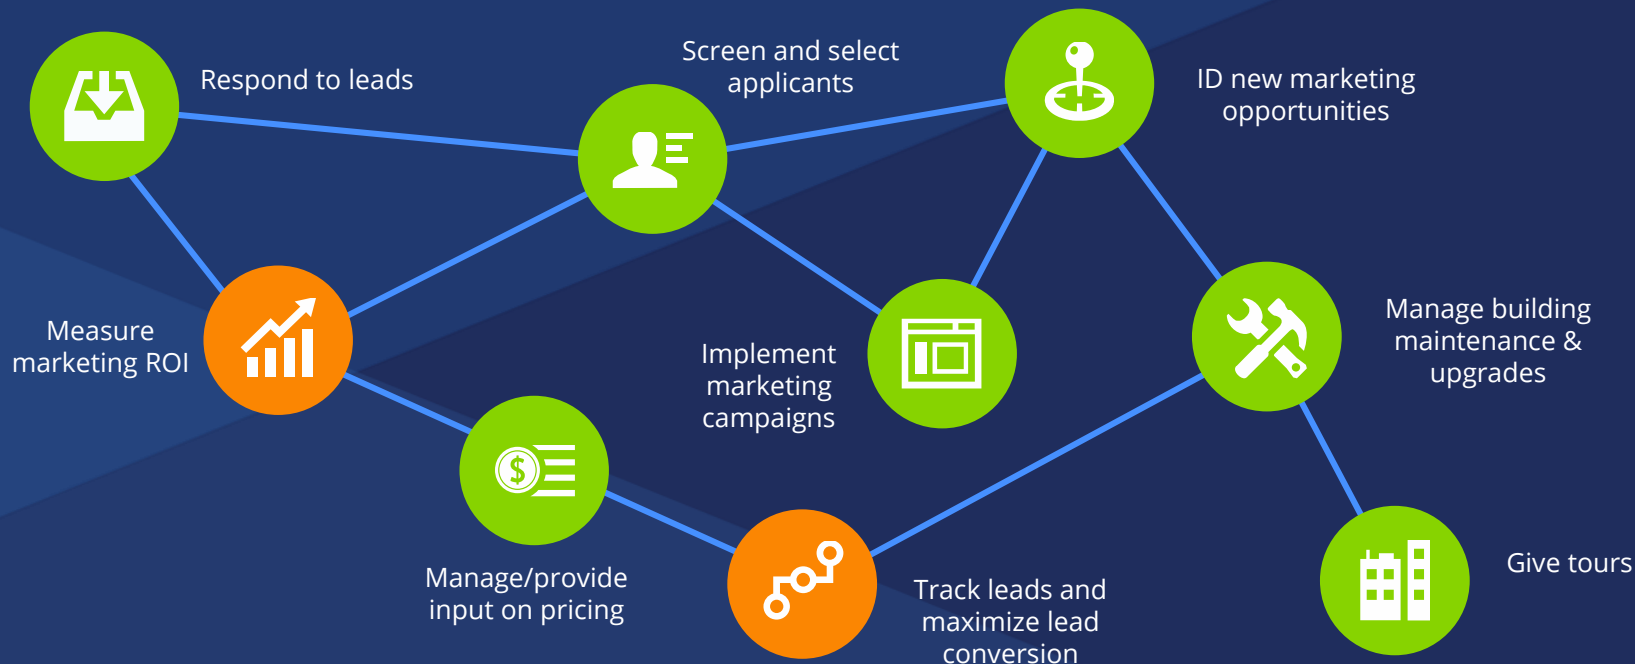 Respond to leads
Screen and select
applicants
ID new marketing
opportunities
Measure
marketing ROI
Implement
marketing
campaigns
Manage building
maintenance &
upgrades
$
Manage/provide
input on pricing
Track leads and
maximize lead
conversion
Give tours